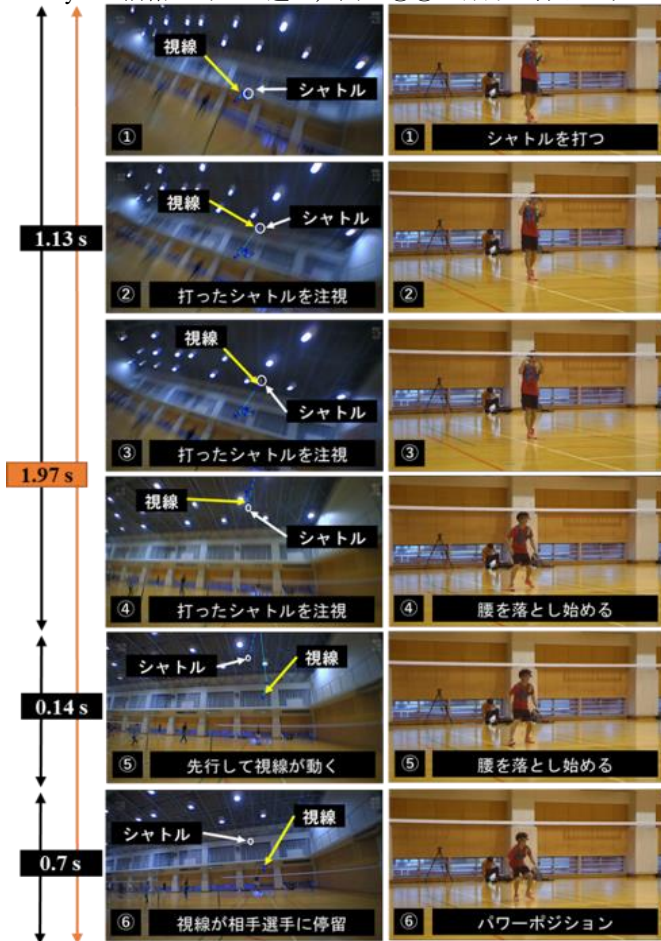 視線
シャトル
①
①
シャトルを打つ
視線
シャトル
1.13 s
②
打ったシャトルを注視
②
視線
シャトル
③
打ったシャトルを注視
③
1.97 s
視線
シャトル
④
打ったシャトルを注視
④
腰を落とし始める
シャトル
視線
0.14 s
⑤
先行して視線が動く
⑤
腰を落とし始める
視線
シャトル
0.7 s
⑥
視線が相手選手に停留
⑥
パワーポジション